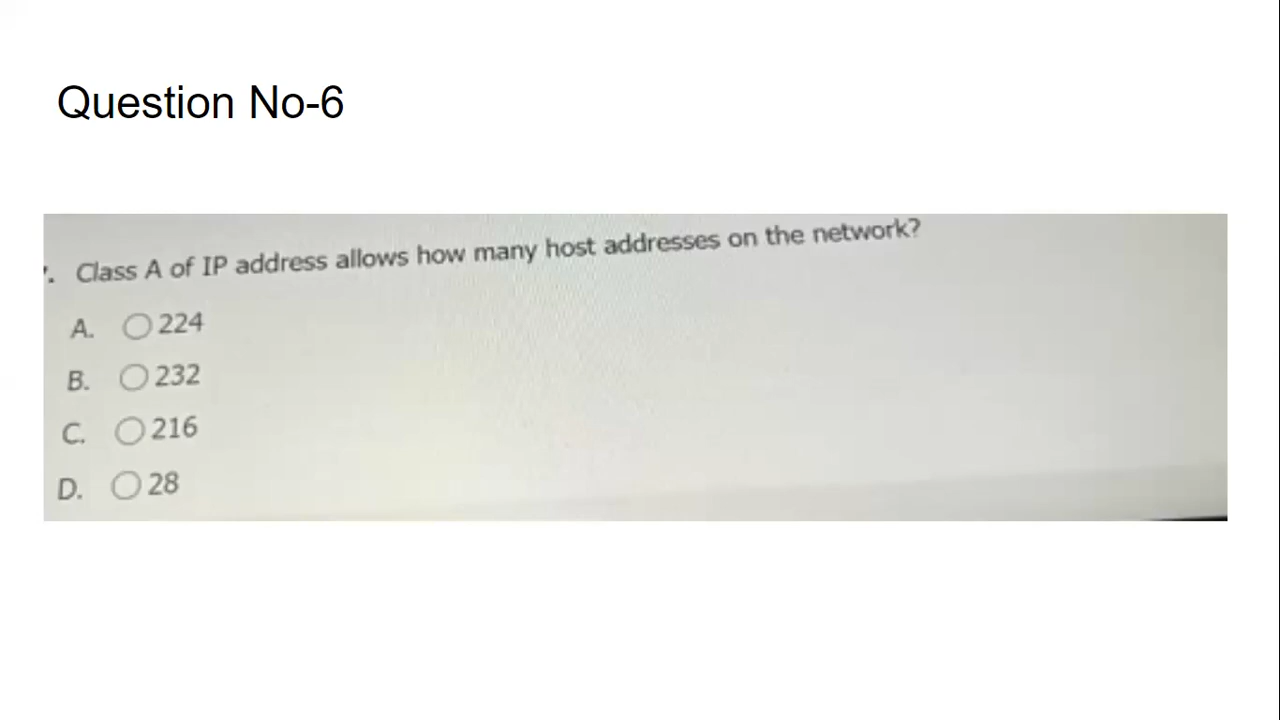 Question No-6
. Class A of IP address allows how many host addresses on the network?
A. 224
B. 232
C. 216
D. 28